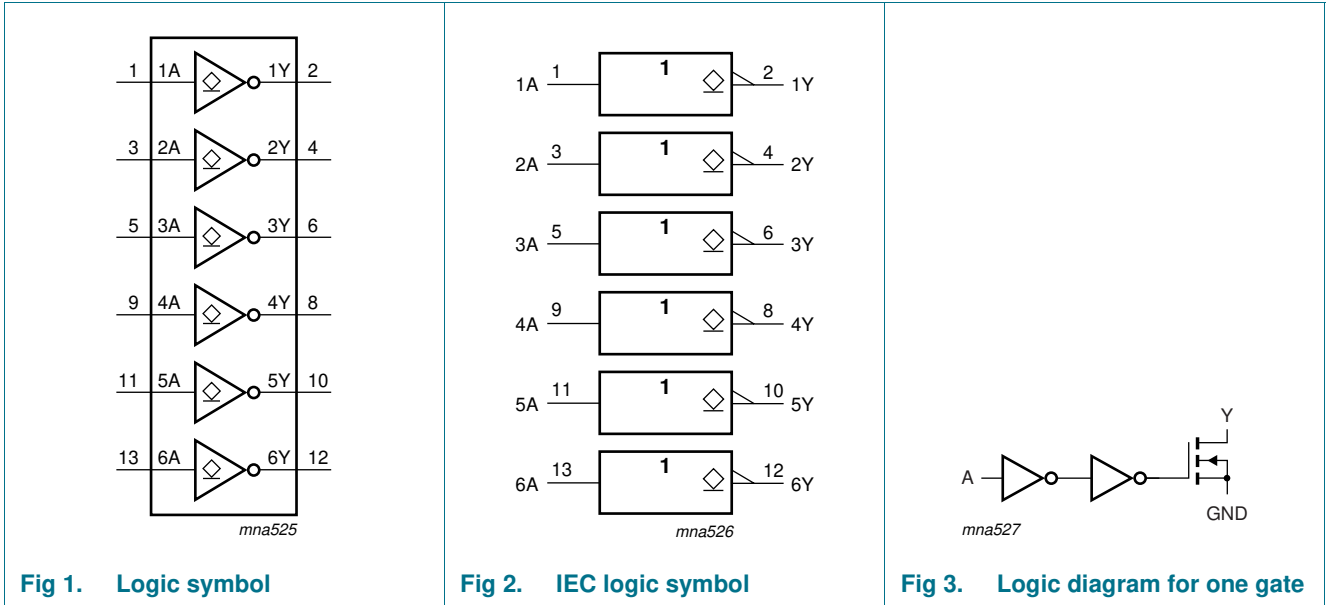 1 1A 1Y 2
3 2A 2Y 4
5 3A 3Y 6
9 4A 4Y 8
11 5A 5Y 10
13 6A 6Y 12
mna525
Fig 1. Logic symbol
1A 1 1 2 1Y
2A 3 1 4 2Y
3A 5 1 6 3Y
4A 9 1 8 4Y
5A 11 1 10 5Y
6A 13 1 12 6Y
mna526
Fig 2. IEC logic symbol
Y
A
GND
mna527
Fig 3. Logic diagram for one gate